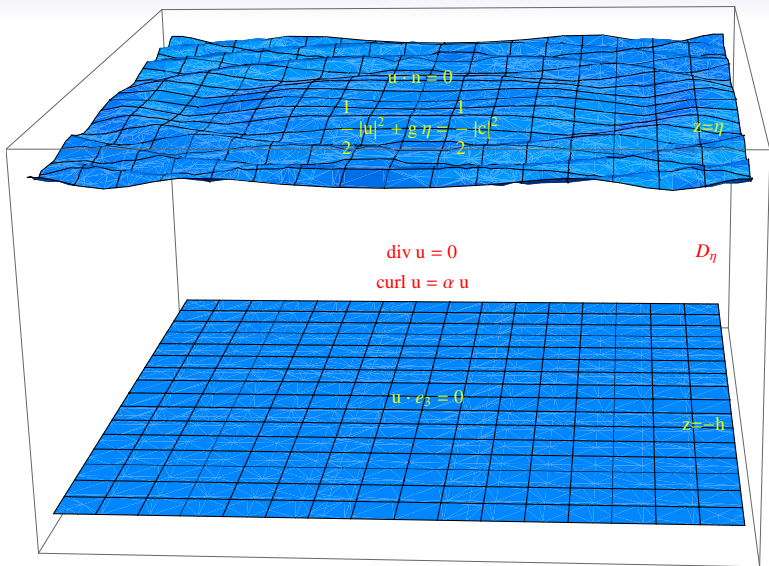 u · n = 0
1/2 |u|² + g η = 1/2 |c|²
z=η
div u = 0
D_η
curl u = α u
u · e₃ = 0
z=−h